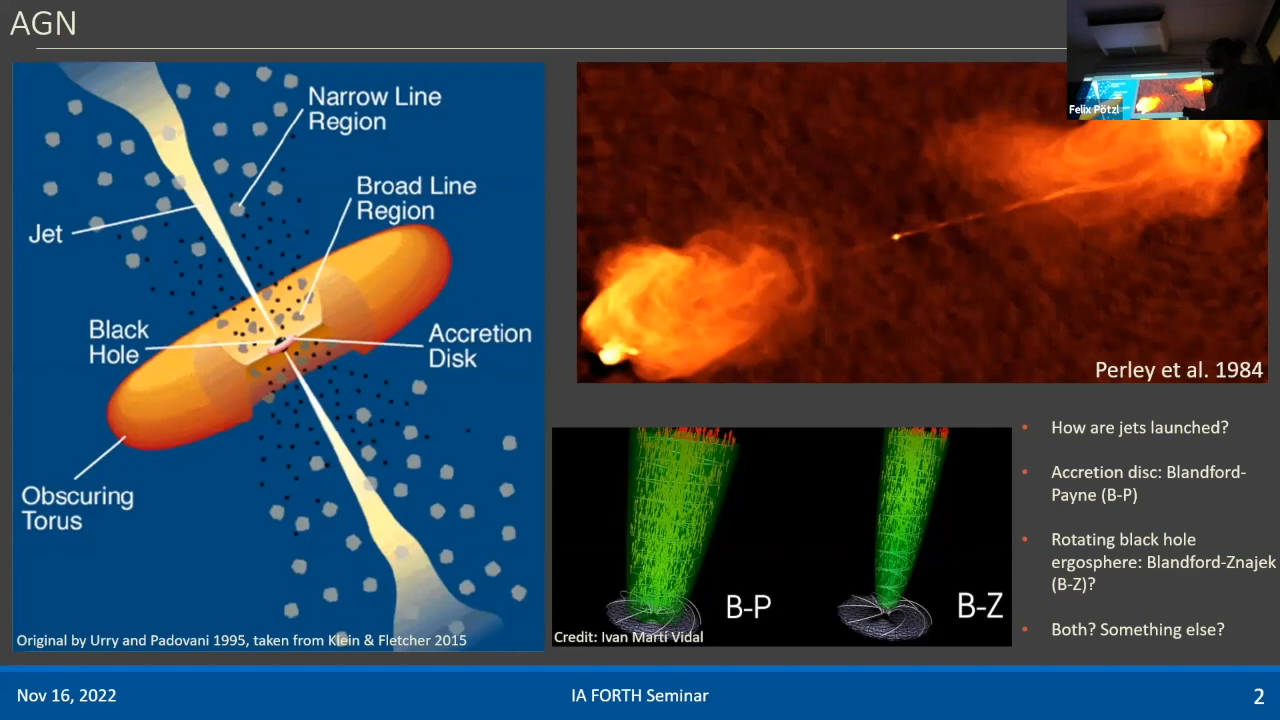 AGN
Felix Pötzl
Narrow Line
Region
Broad Line
Region
Jet
Black
Hole
Accretion
Disk
Obscuring
Torus
Original by Urry and Padovani 1995, taken from Klein & Fletcher 2015
Perley et al. 1984
B-P
B-Z
Credit: Ivan Martí Vidal
• How are jets launched?
• Accretion disc: Blandford-
Payne (B-P)
• Rotating black hole
ergosphere: Blandford-Znajek
(B-Z)?
• Both? Something else?
Nov 16, 2022
IA FORTH Seminar
2